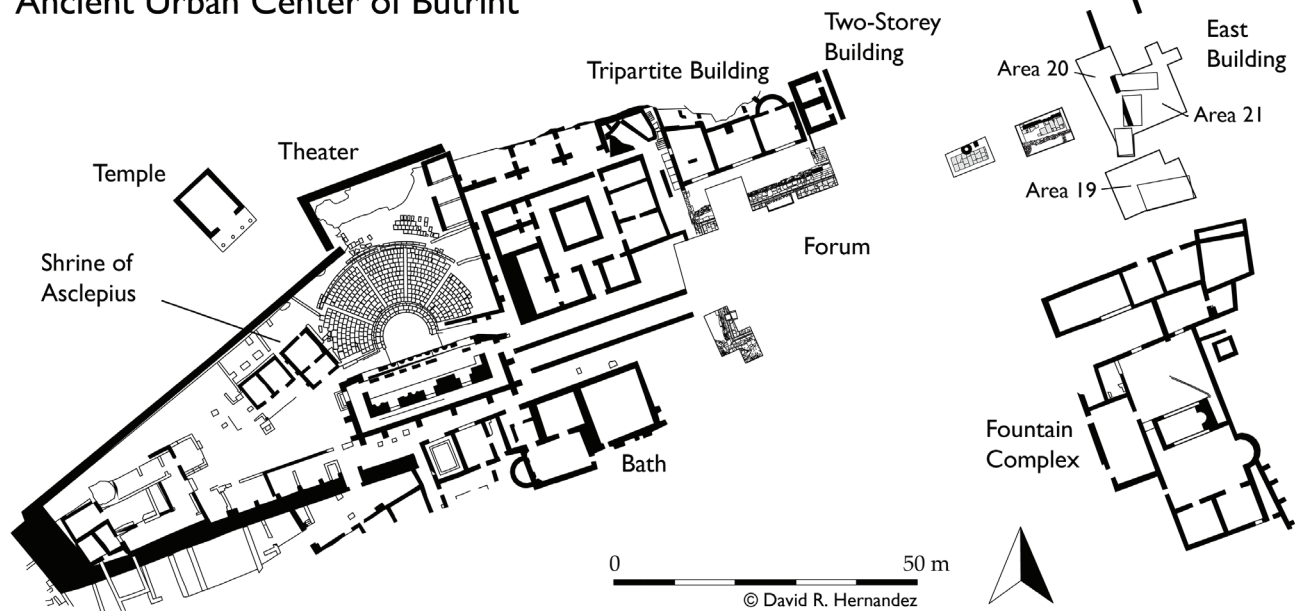 Ancient Urban Center of Butrint
Two-Storey
Building
East
Building
Area 20
Tripartite Building
Area 21
Theater
Temple
Area 19
Forum
Shrine of
Asclepius
Fountain
Complex
Bath
0
50 m
© David R. Hernandez